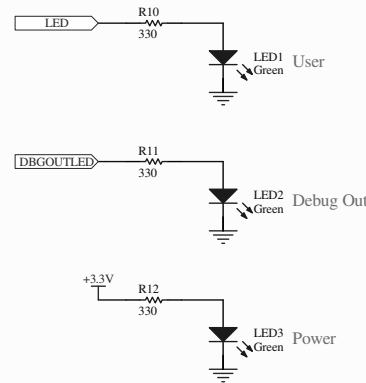 R10
LED
330
LED1
Green
User
R11
DBGOUTLED
330
LED2
Green
Debug Out
+3.3V
R12
330
LED3
Green
Power